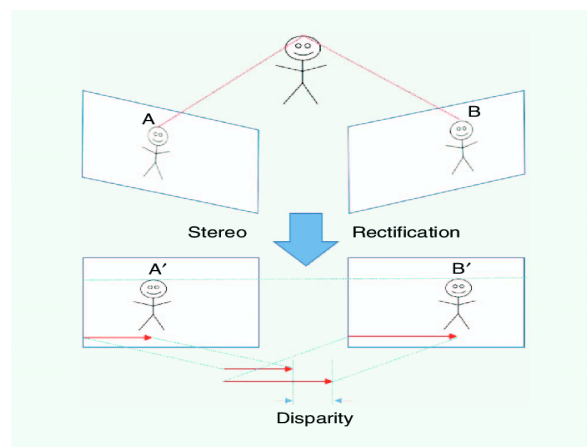 A
B
Stereo Rectification
A′
B′
Disparity